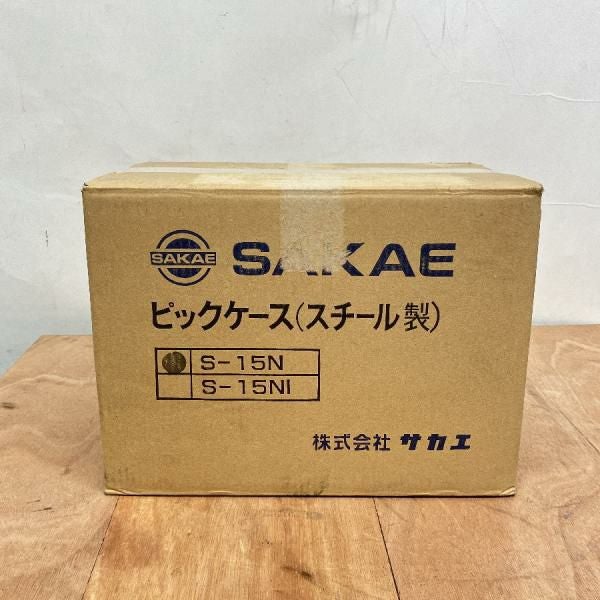 SAKAE SAKAE
ピックケース(スチール製)
S-15N
S-15NI
株式会社 サカエ